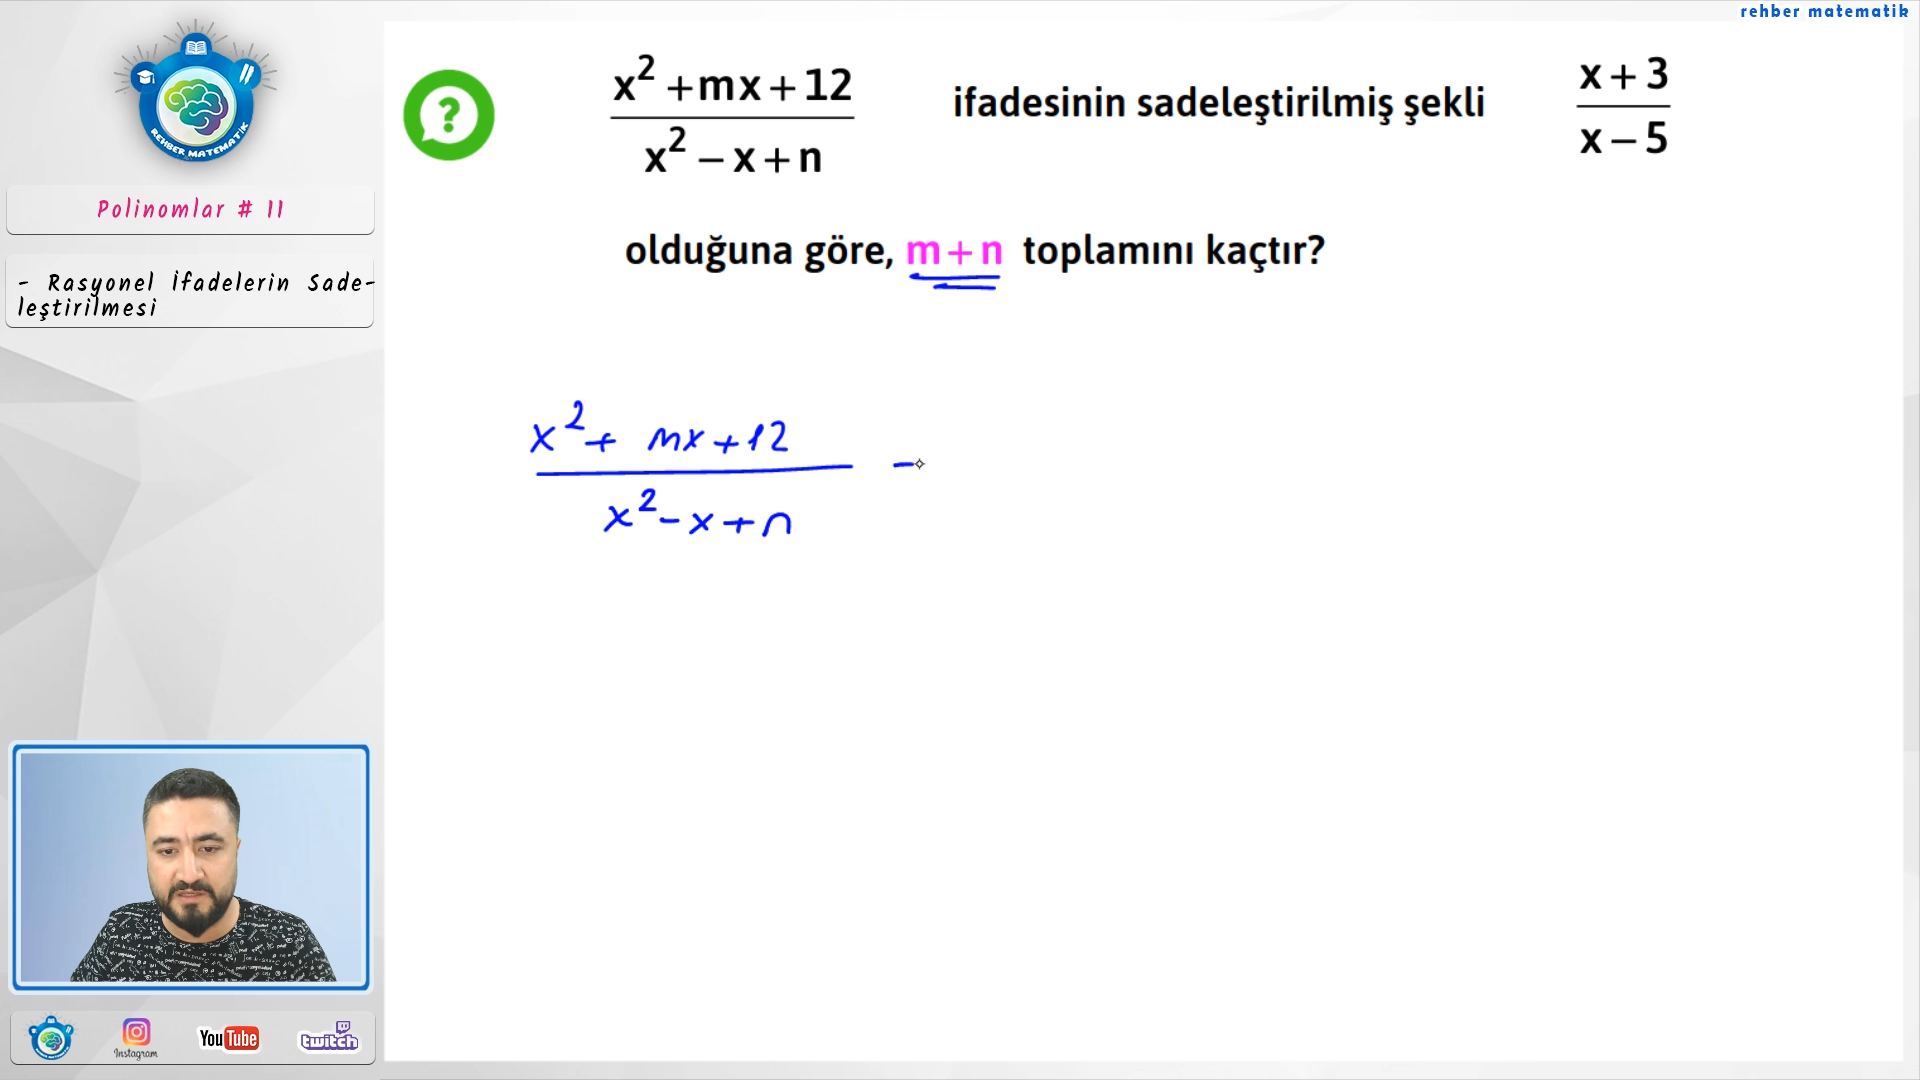 rehber matematik
REHBER MATEMATİK
Polinomlar # 11
- Rasyonel İfadelerin Sade-
leştirilmesi
?
x² + mx + 12 / x² − x + n ifadesinin sadeleştirilmiş şekli x + 3 / x − 5
olduğuna göre, m + n toplamını kaçtır?
x² + mx + 12
x² - x + n
Instagram
YouTube
twitch